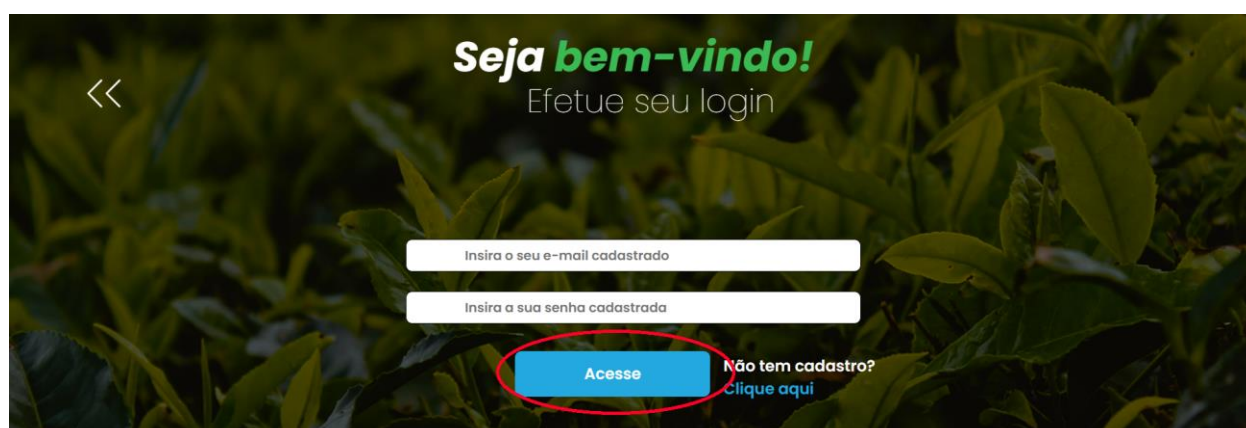 <<
Seja bem-vindo!
Efetue seu login
Insira o seu e-mail cadastrado
Insira a sua senha cadastrada
Acesse
Não tem cadastro?
Clique aqui